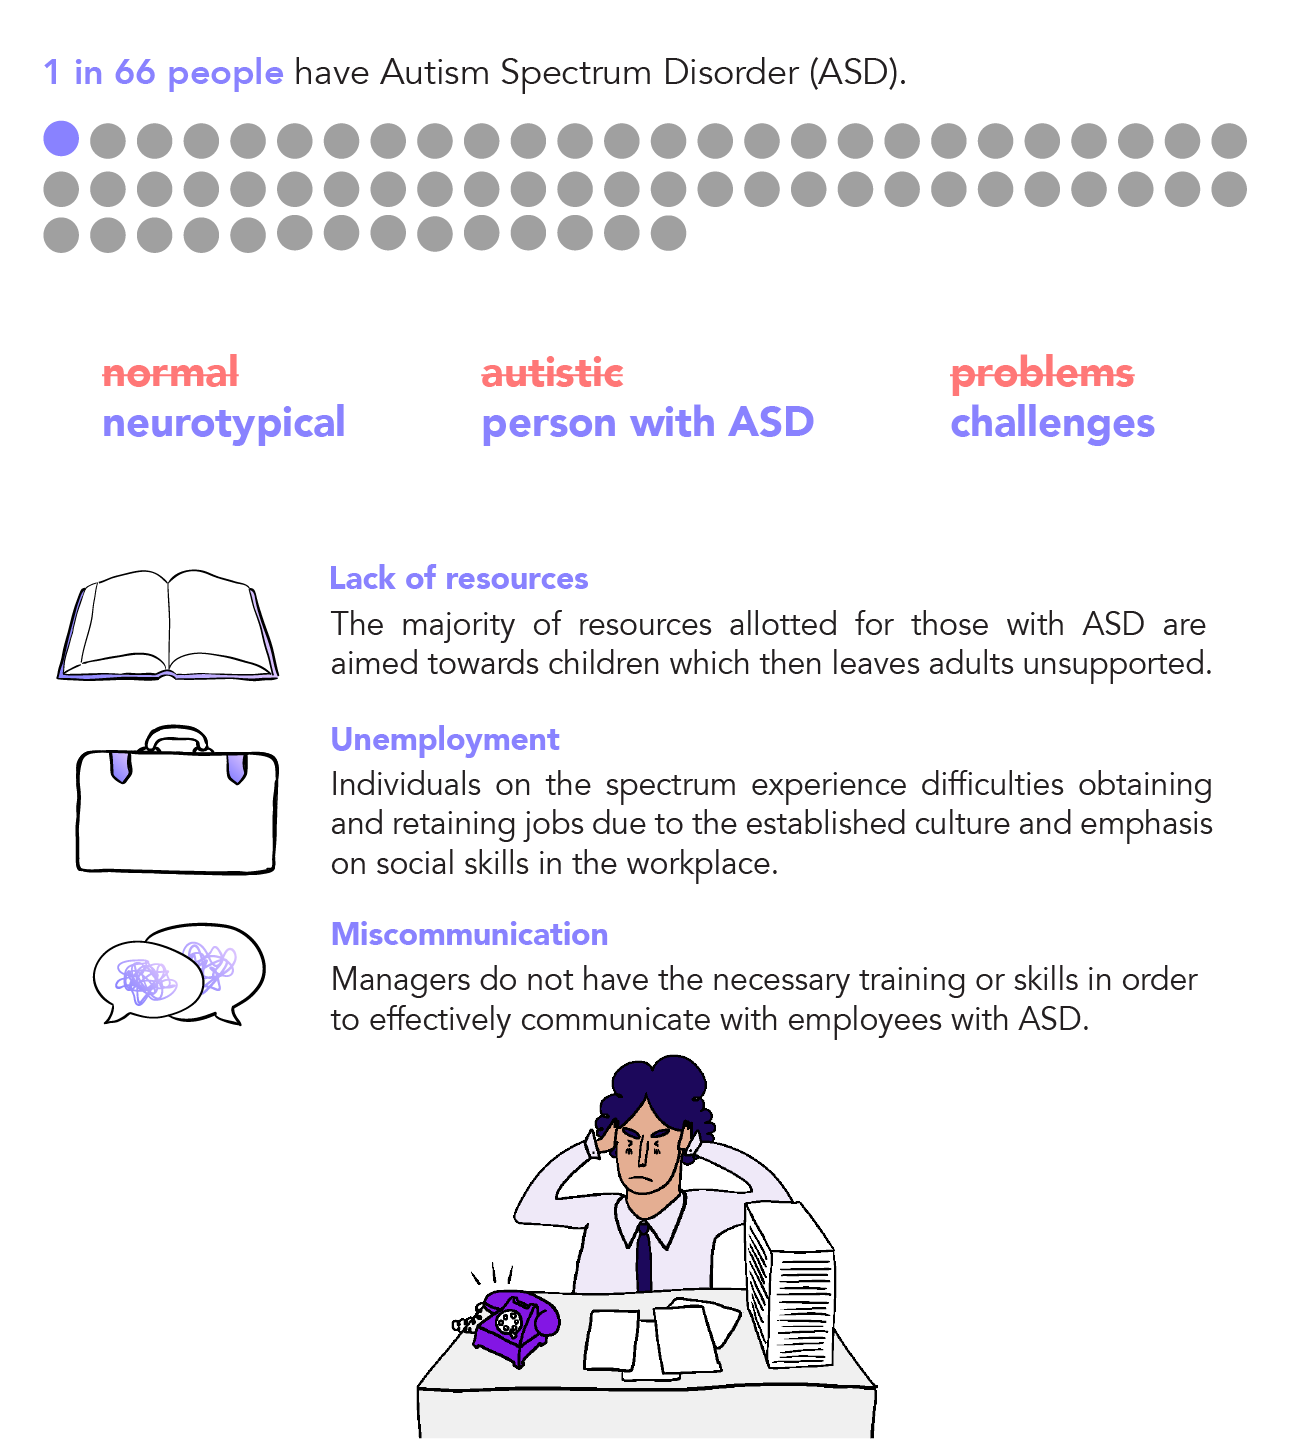 1 in 66 people have Autism Spectrum Disorder (ASD).
normal autistic problems
neurotypical person with ASD challenges
Lack of resources
The majority of resources allotted for those with ASD are
aimed towards children which then leaves adults unsupported.
Unemployment
Individuals on the spectrum experience difficulties obtaining
and retaining jobs due to the established culture and emphasis
on social skills in the workplace.
Miscommunication
Managers do not have the necessary training or skills in order
to effectively communicate with employees with ASD.